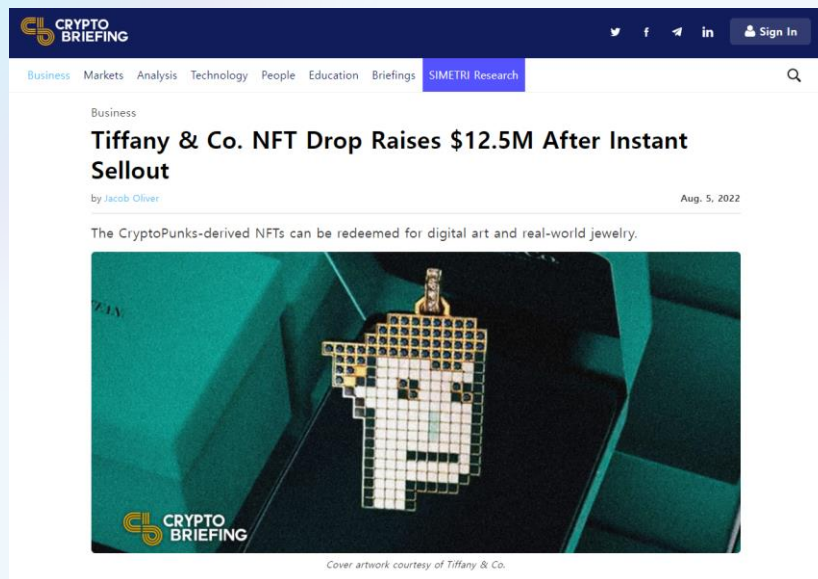 CRYPTO
BRIEFING
Sign In
Business Markets Analysis Technology People Education Briefings SIMETRI Research
Business
Tiffany & Co. NFT Drop Raises $12.5M After Instant
Sellout
by Jacob Oliver Aug. 5, 2022
The CryptoPunks-derived NFTs can be redeemed for digital art and real-world jewelry.
CRYPTO
BRIEFING
Cover artwork courtesy of Tiffany & Co.